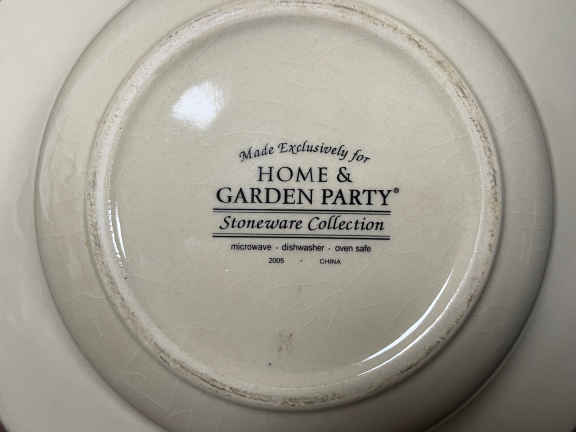 Made Exclusively for
HOME &
GARDEN PARTY®
Stoneware Collection
microwave - dishwasher - oven safe
2005 - CHINA